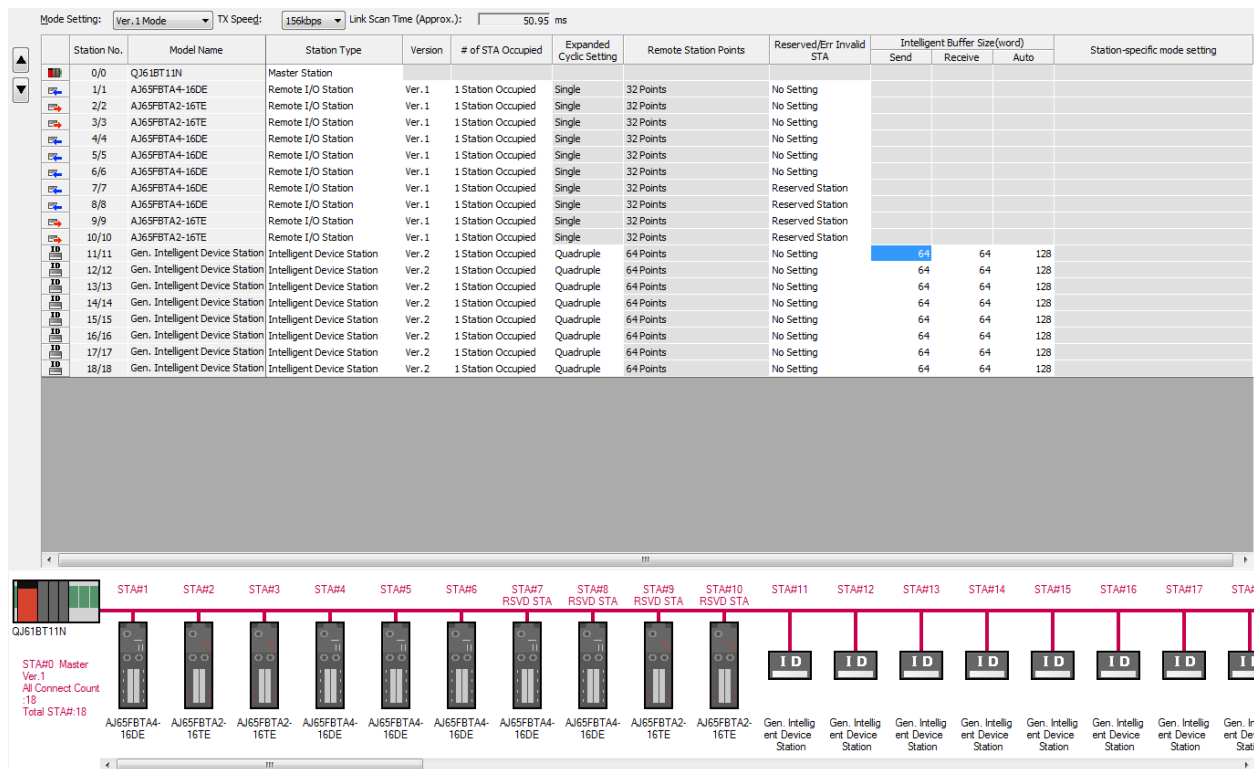 Mode Setting: Ver.1 Mode TX Speed: 156kbps Link Scan Time (Approx.): 50.95 ms
Station No. Model Name Station Type Version # of STA Occupied Expanded Cyclic Setting Remote Station Points Reserved/Err Invalid STA Intelligent Buffer Size(word) Send Receive Auto Station-specific mode setting
0/0 QJ61BT11N Master Station
1/1 AJ65FBTA4-16DE Remote I/O Station Ver.1 1 Station Occupied Single 32 Points No Setting
2/2 AJ65FBTA2-16TE Remote I/O Station Ver.1 1 Station Occupied Single 32 Points No Setting
3/3 AJ65FBTA2-16TE Remote I/O Station Ver.1 1 Station Occupied Single 32 Points No Setting
4/4 AJ65FBTA4-16DE Remote I/O Station Ver.1 1 Station Occupied Single 32 Points No Setting
5/5 AJ65FBTA4-16DE Remote I/O Station Ver.1 1 Station Occupied Single 32 Points No Setting
6/6 AJ65FBTA4-16DE Remote I/O Station Ver.1 1 Station Occupied Single 32 Points No Setting
7/7 AJ65FBTA4-16DE Remote I/O Station Ver.1 1 Station Occupied Single 32 Points Reserved Station
8/8 AJ65FBTA4-16DE Remote I/O Station Ver.1 1 Station Occupied Single 32 Points Reserved Station
9/9 AJ65FBTA2-16TE Remote I/O Station Ver.1 1 Station Occupied Single 32 Points Reserved Station
10/10 AJ65FBTA2-16TE Remote I/O Station Ver.1 1 Station Occupied Single 32 Points Reserved Station
ID 11/11 Gen. Intelligent Device Station Intelligent Device Station Ver.2 1 Station Occupied Quadruple 64 Points No Setting 64 64 128
ID 12/12 Gen. Intelligent Device Station Intelligent Device Station Ver.2 1 Station Occupied Quadruple 64 Points No Setting 64 64 128
ID 13/13 Gen. Intelligent Device Station Intelligent Device Station Ver.2 1 Station Occupied Quadruple 64 Points No Setting 64 64 128
ID 14/14 Gen. Intelligent Device Station Intelligent Device Station Ver.2 1 Station Occupied Quadruple 64 Points No Setting 64 64 128
ID 15/15 Gen. Intelligent Device Station Intelligent Device Station Ver.2 1 Station Occupied Quadruple 64 Points No Setting 64 64 128
ID 16/16 Gen. Intelligent Device Station Intelligent Device Station Ver.2 1 Station Occupied Quadruple 64 Points No Setting 64 64 128
ID 17/17 Gen. Intelligent Device Station Intelligent Device Station Ver.2 1 Station Occupied Quadruple 64 Points No Setting 64 64 128
ID 18/18 Gen. Intelligent Device Station Intelligent Device Station Ver.2 1 Station Occupied Quadruple 64 Points No Setting 64 64 128
STA#1 STA#2 STA#3 STA#4 STA#5 STA#6 STA#7 STA#8 STA#9 STA#10 STA#11 STA#12 STA#13 STA#14 STA#15 STA#16 STA#17 STA#
RSVD STA RSVD STA RSVD STA RSVD STA
QJ61BT11N
STA#0 Master
Ver.1
All Connect Count
:18
Total STA#:18
ID ID ID ID ID ID ID I
AJ65FBTA4- AJ65FBTA2- AJ65FBTA2- AJ65FBTA4- AJ65FBTA4- AJ65FBTA4- AJ65FBTA4- AJ65FBTA4- AJ65FBTA2- AJ65FBTA2- Gen. Intellig Gen. Intellig Gen. Intellig Gen. Intellig Gen. Intellig Gen. Intellig Gen. Intellig Gen. In
16DE 16TE 16TE 16DE 16DE 16DE 16DE 16DE 16TE 16TE ent Device ent Device ent Device ent Device ent Device ent Device ent Device ent De
Station Station Station Station Station Station Station Stati